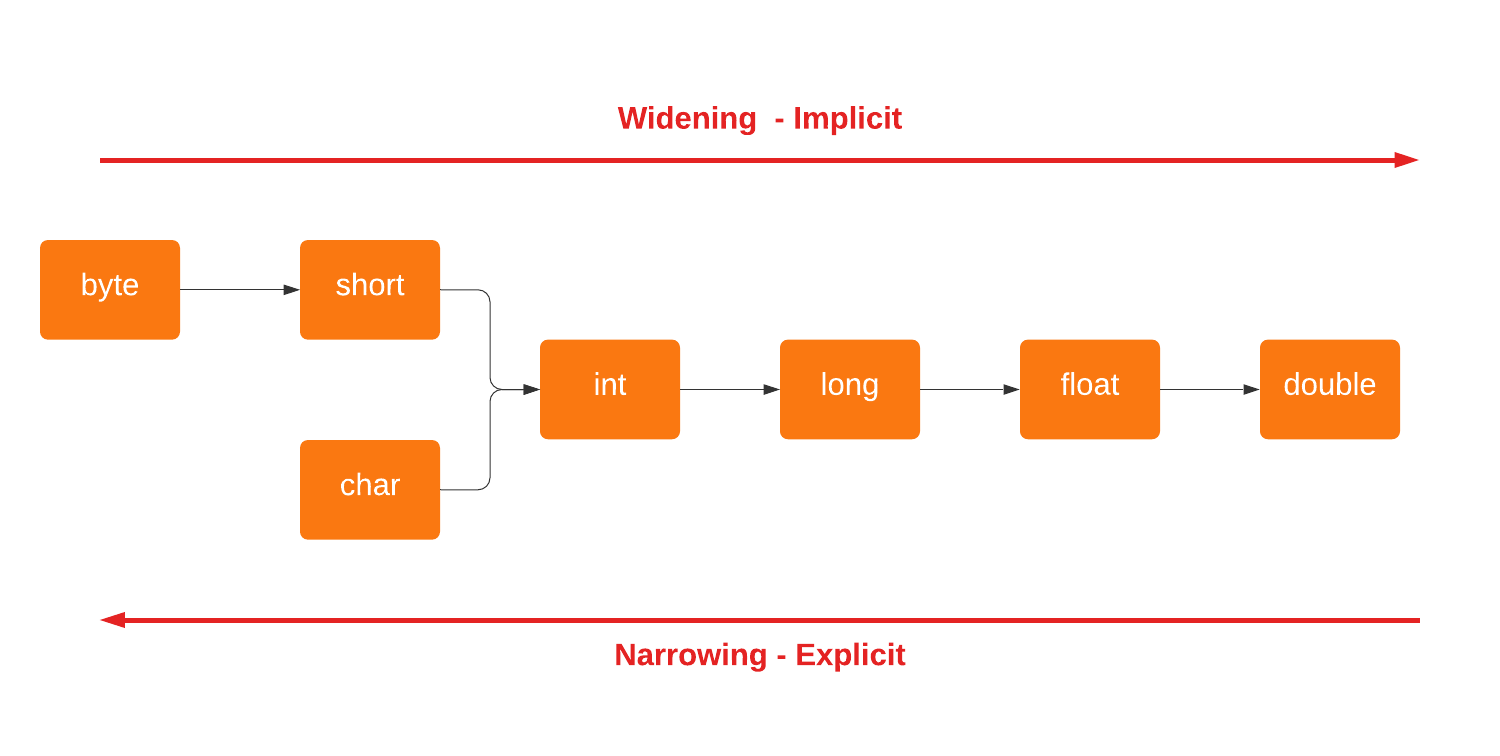 Widening  - Implicit
byte
short
int
long
float
double
char
Narrowing - Explicit